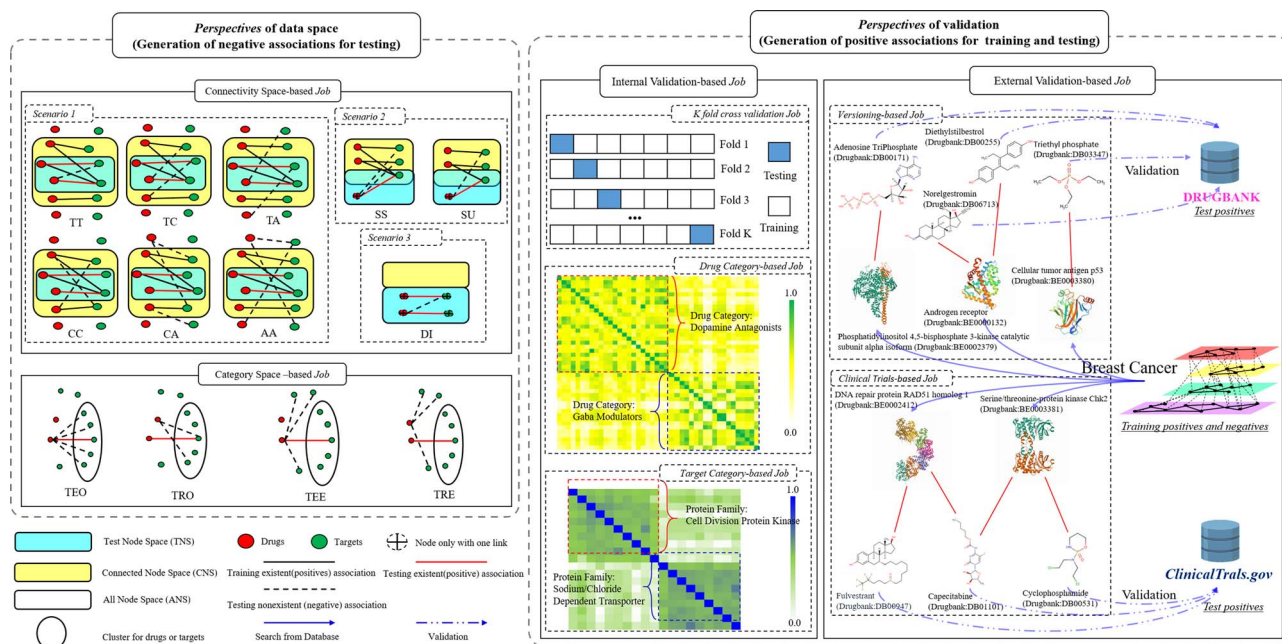 Perspectives of data space
(Generation of negative associations for testing)
Connectivity Space-based Job
Scenario 1
TT
TC
TA
CC
CA
AA
Scenario 2
SS
SU
Scenario 3
DI
Category Space –based Job
TEO
TRO
TEE
TRE
Test Node Space (TNS)
Drugs
Targets
Node only with one link
Connected Node Space (CNS)
Training existent(positives) association
Testing existent(positive) association
All Node Space (ANS)
Testing nonexistent (negative) association
Cluster for drugs or targets
Search from Database
Validation
Perspectives of validation
(Generation of positive associations for training and testing)
Internal Validation-based Job
K fold cross validation Job
Fold 1
Fold 2
Fold 3
...
Fold K
Testing
Training
Drug Category-based Job
1.0
Drug Category:
Dopamine Antagonists
Drug Category:
Gaba Modulators
0.0
Target Category-based Job
1.0
Protein Family:
Cell Division Protein Kinase
Protein Family:
Sodium/Chloride
Dependent Transporter
0.0
External Validation-based Job
Versioning-based Job
Diethylstilbestrol
(Drugbank:DB00255)
Adenosine TriPhosphate
(Drugbank:DB00171)
Triethyl phosphate
(Drugbank:DB03347)
Norelgestromin
(Drugbank:DB06713)
Validation
DRUGBANK
Test positives
Cellular tumor antigen p53
(Drugbank:BE0003380)
Androgen receptor
(Drugbank:BE0000132)
Phosphatidylinositol 4,5-bisphosphate 3-kinase catalytic
subunit alpha isoform (Drugbank:BE0002379)
Breast Cancer
Training positives and negatives
Clinical Trials-based Job
DNA repair protein RAD51 homolog 1
(Drugbank:BE0002412)
Serine/threonine-protein kinase Chk2
(Drugbank:BE0003381)
Fulvestrant
(Drugbank:DB00947)
Capecitabine
(Drugbank:DB01101)
Cyclophosphamide
(Drugbank:DB00531)
Validation
ClinicalTrals.gov
Test positives